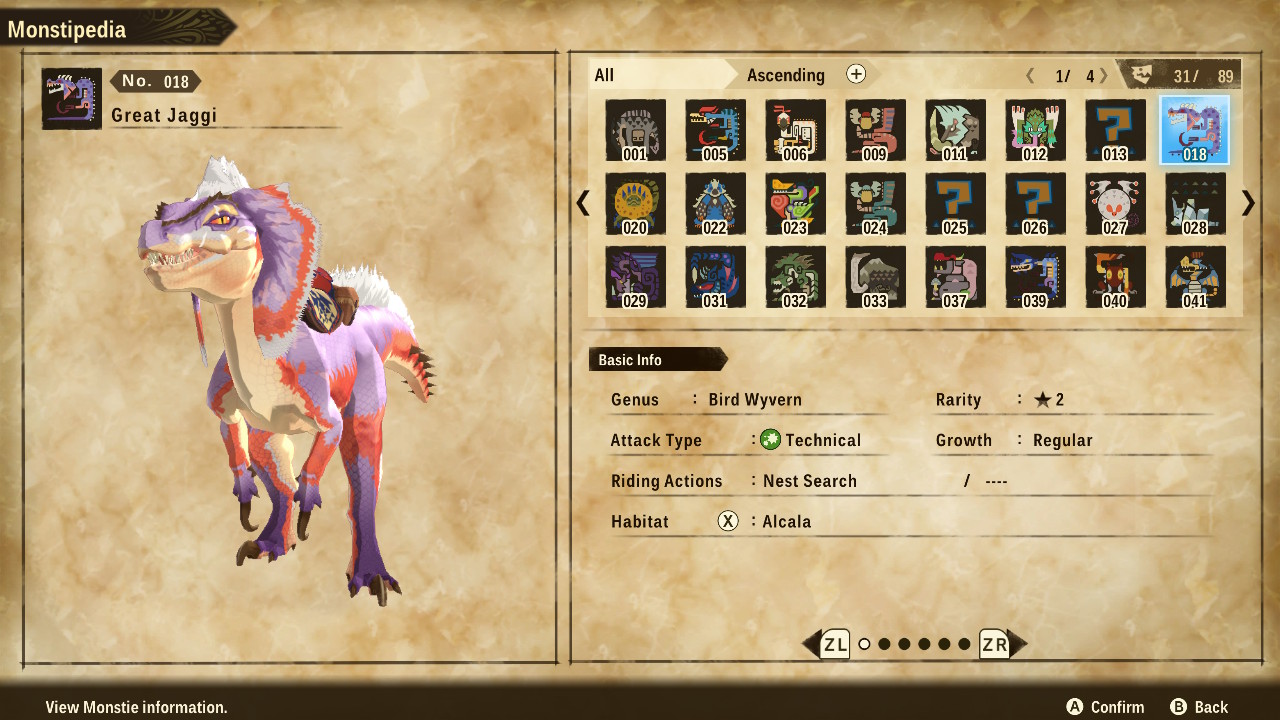 Monstipedia
No. 018
Great Jaggi
All
Ascending
1/ 4
31/ 89
001 005 006 009 011 012 013 018
020 022 023 024 025 026 027 028
029 031 032 033 037 039 040 041
Basic Info
Genus : Bird Wyvern
Rarity : ★ 2
Attack Type : Technical
Growth : Regular
Riding Actions : Nest Search / ----
Habitat X : Alcala
ZL ZR
View Monstie information.
A Confirm B Back